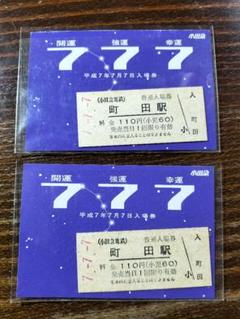 小田急
開運 強運 幸運
7 7 7
平成7年7月7日入場券
7.-7.-7
(小田急電鉄) 普通入場券
町田駅
料金110円(小児60)
発売当日1回限り有効
入
町
田
小
小田急
開運 強運 幸運
7 7 7
平成7年7月7日入場券
7.-7.-7
(小田急電鉄) 普通入場券
町田駅
料金110円(小児60)
発売当日1回限り有効
入
町
田
小